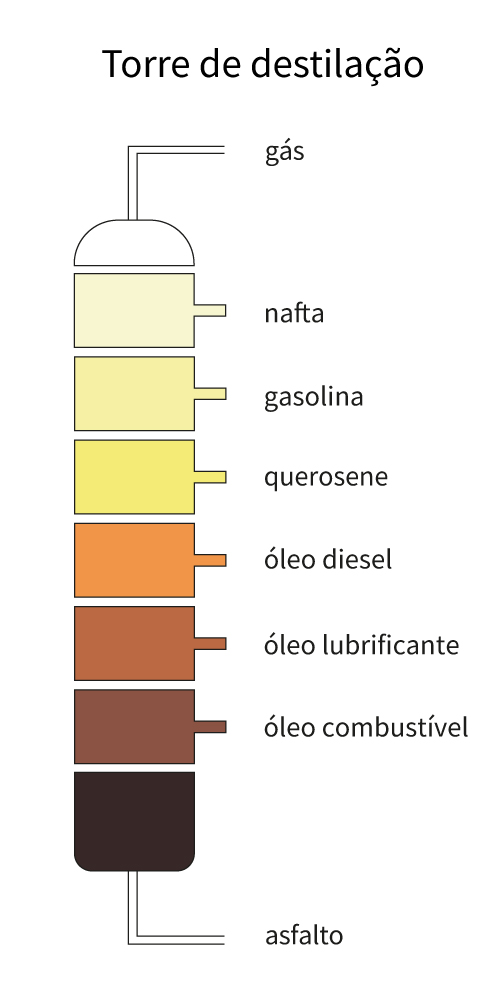 Torre de destilação
gás
nafta
gasolina
querosene
óleo diesel
óleo lubrificante
óleo combustível
asfalto